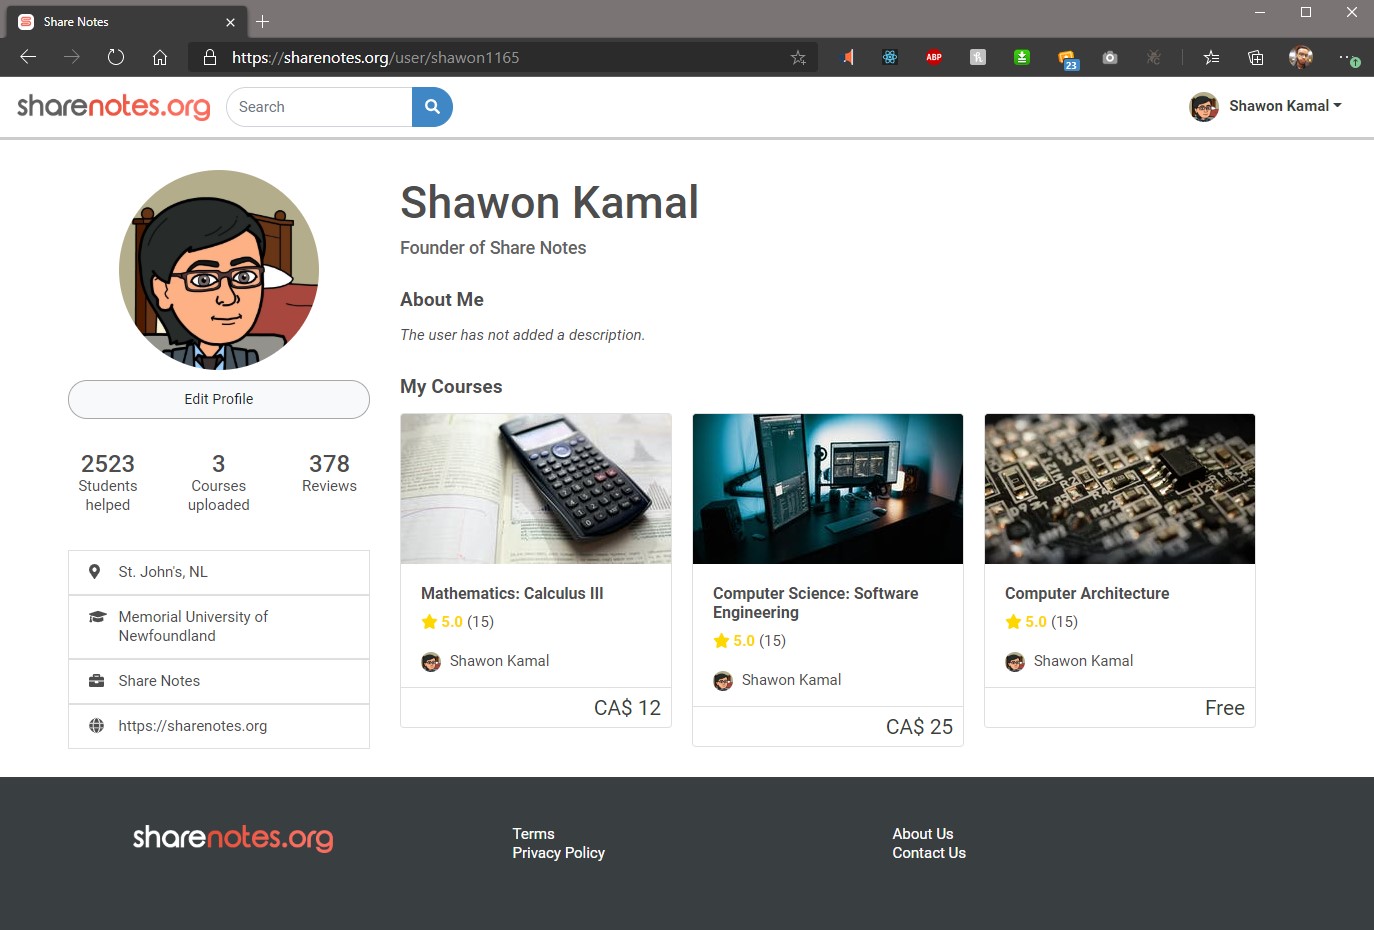 Share Notes
https://sharenotes.org/user/shawon1165
ABP
23
sharenotes.org
Search
Shawon Kamal
Shawon Kamal
Founder of Share Notes
About Me
The user has not added a description.
Edit Profile
2523
Students
helped
3
Courses
uploaded
378
Reviews
St. John's, NL
Memorial University of
Newfoundland
Share Notes
https://sharenotes.org
My Courses
Mathematics: Calculus III
5.0 (15)
Shawon Kamal
CA$ 12
Computer Science: Software
Engineering
5.0 (15)
Shawon Kamal
CA$ 25
Computer Architecture
5.0 (15)
Shawon Kamal
Free
sharenotes.org
Terms
Privacy Policy
About Us
Contact Us